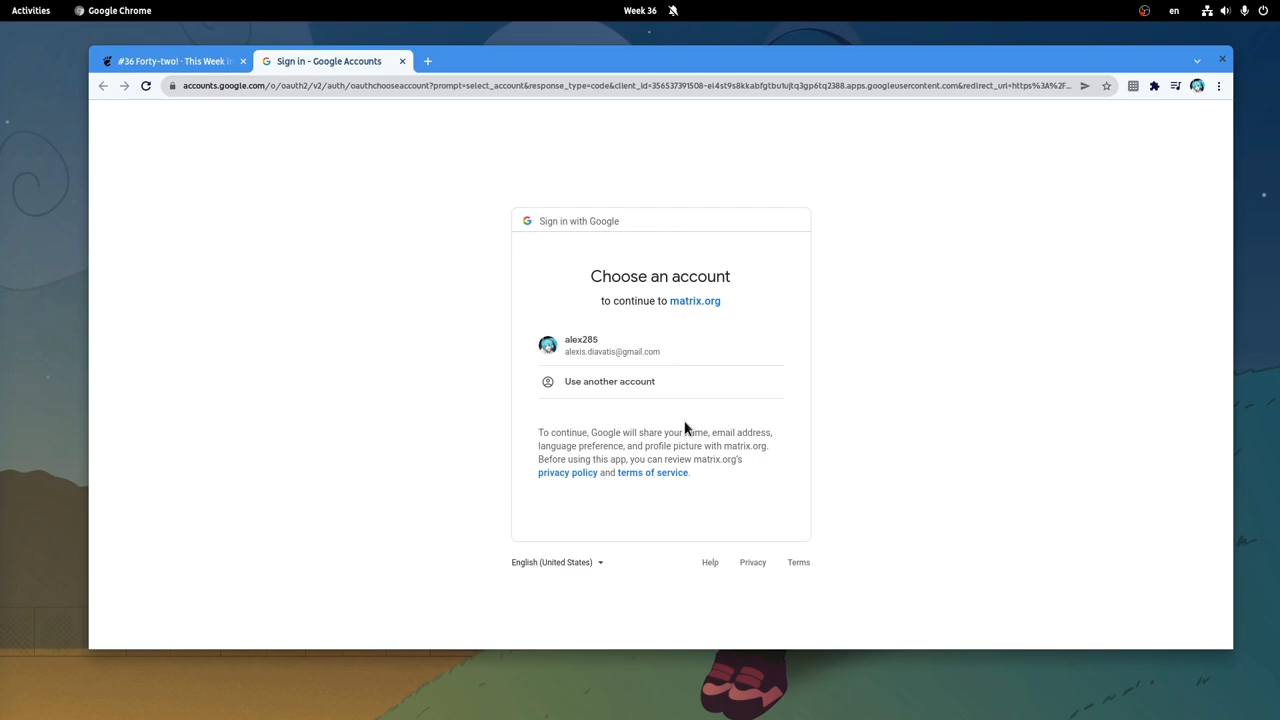 Activities
Google Chrome
Week 36
en
#36 Forty-two! · This Week in
Sign in - Google Accounts
accounts.google.com/o/oauth2/v2/auth/oauthchooseaccount?prompt=select_account&response_type=code&client_id=
Sign in with Google
Choose an account
to continue to matrix.org
alex285
alexis.diavatis@gmail.com
Use another account
To continue, Google will share your name, email address,
language preference, and profile picture with matrix.org.
Before using this app, you can review matrix.org's
privacy policy and terms of service.
English (United States)
Help
Privacy
Terms